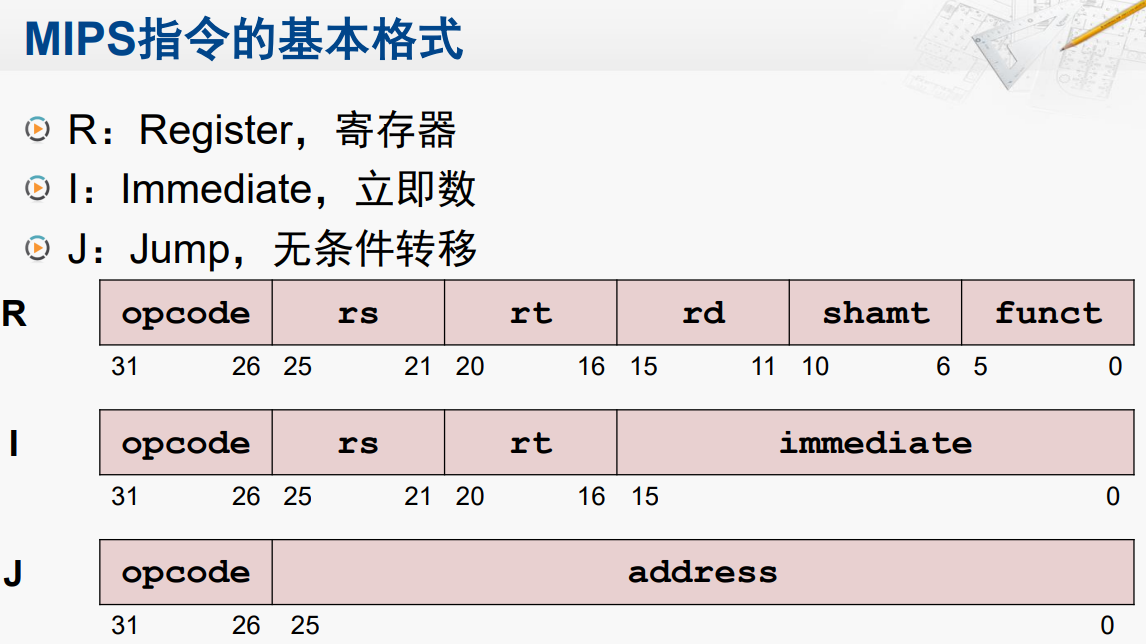 MIPS指令的基本格式
R：Register，寄存器
I：Immediate，立即数
J：Jump，无条件转移
R opcode rs rt rd shamt funct
31 26 25 21 20 16 15 11 10 6 5 0
I opcode rs rt immediate
31 26 25 21 20 16 15 0
J opcode address
31 26 25 0